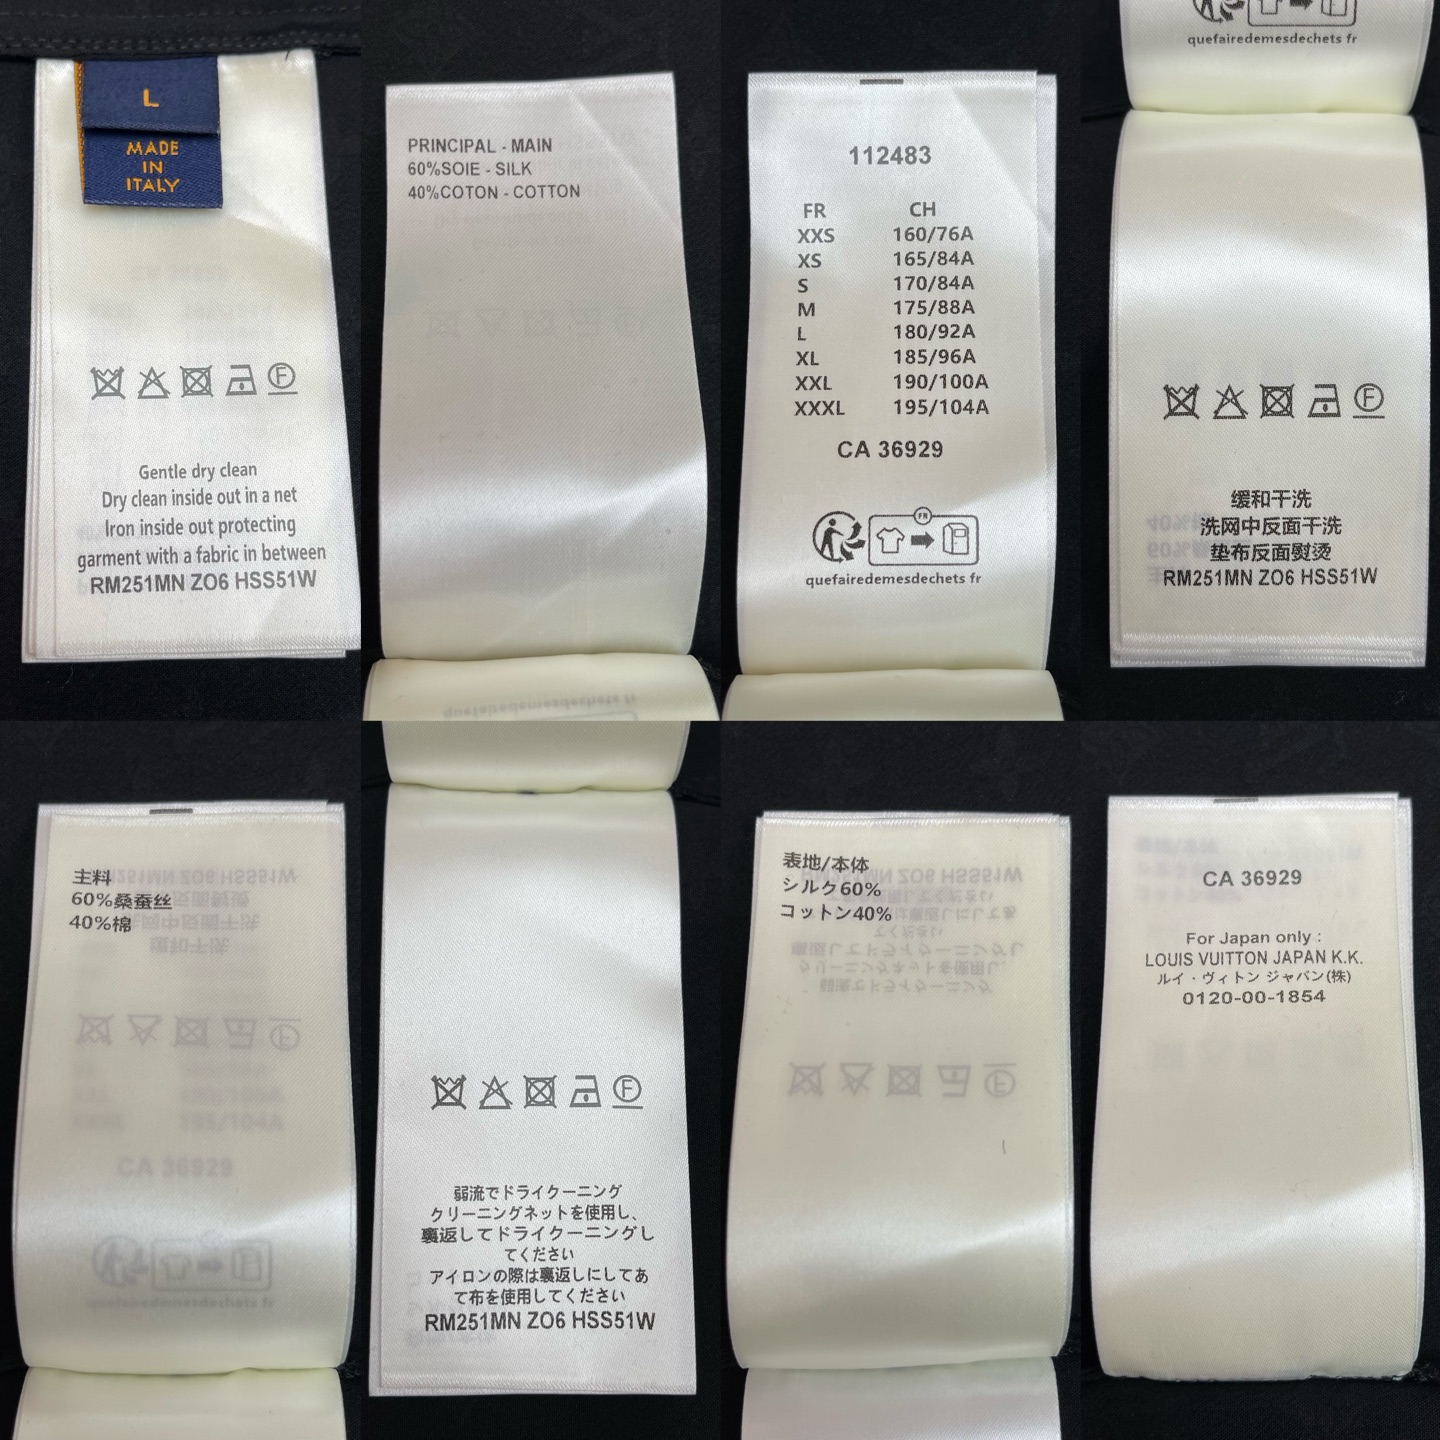 L
MADE
IN
ITALY
Gentle dry clean
Dry clean inside out in a net
Iron inside out protecting
garment with a fabric in between
RM251MN ZO6 HSS51W
PRINCIPAL - MAIN
60%SOIE - SILK
40%COTON - COTTON
quefairedemesdechets fr
112483
FR CH
XXS 160/76A
XS 165/84A
S 170/84A
M 175/88A
L 180/92A
XL 185/96A
XXL 190/100A
XXXL 195/104A
CA 36929
FR
quefairedemesdechets fr
quefairedemesdechets fr
缓和干洗
洗网中反面干洗
垫布反面熨烫
RM251MN ZO6 HSS51W
主料
60%桑蚕丝
40%棉
CA 36929
quefairedemesdechets fr
弱流でドライクーニング
クリーニングネットを使用し、
裏返してドライクーニングし
てください
アイロンの際は裏返しにしてあ
て布を使用してください
RM251MN ZO6 HSS51W
表地/本体
シルク60%
コットン40%
CA 36929
For Japan only :
LOUIS VUITTON JAPAN K.K.
ルイ・ヴィトン ジャパン(株)
0120-00-1854